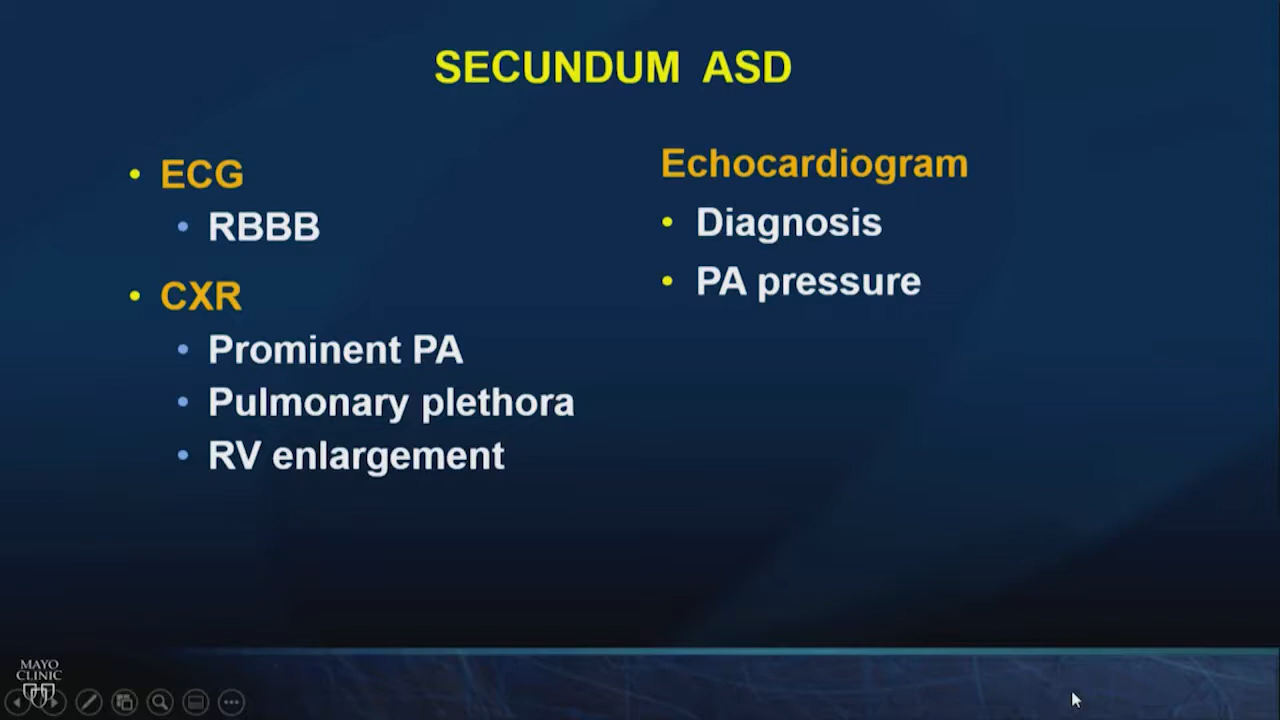 SECUNDUM ASD
• ECG
• RBBB
• CXR
• Prominent PA
• Pulmonary plethora
• RV enlargement
Echocardiogram
• Diagnosis
• PA pressure
MAYO
CLINIC